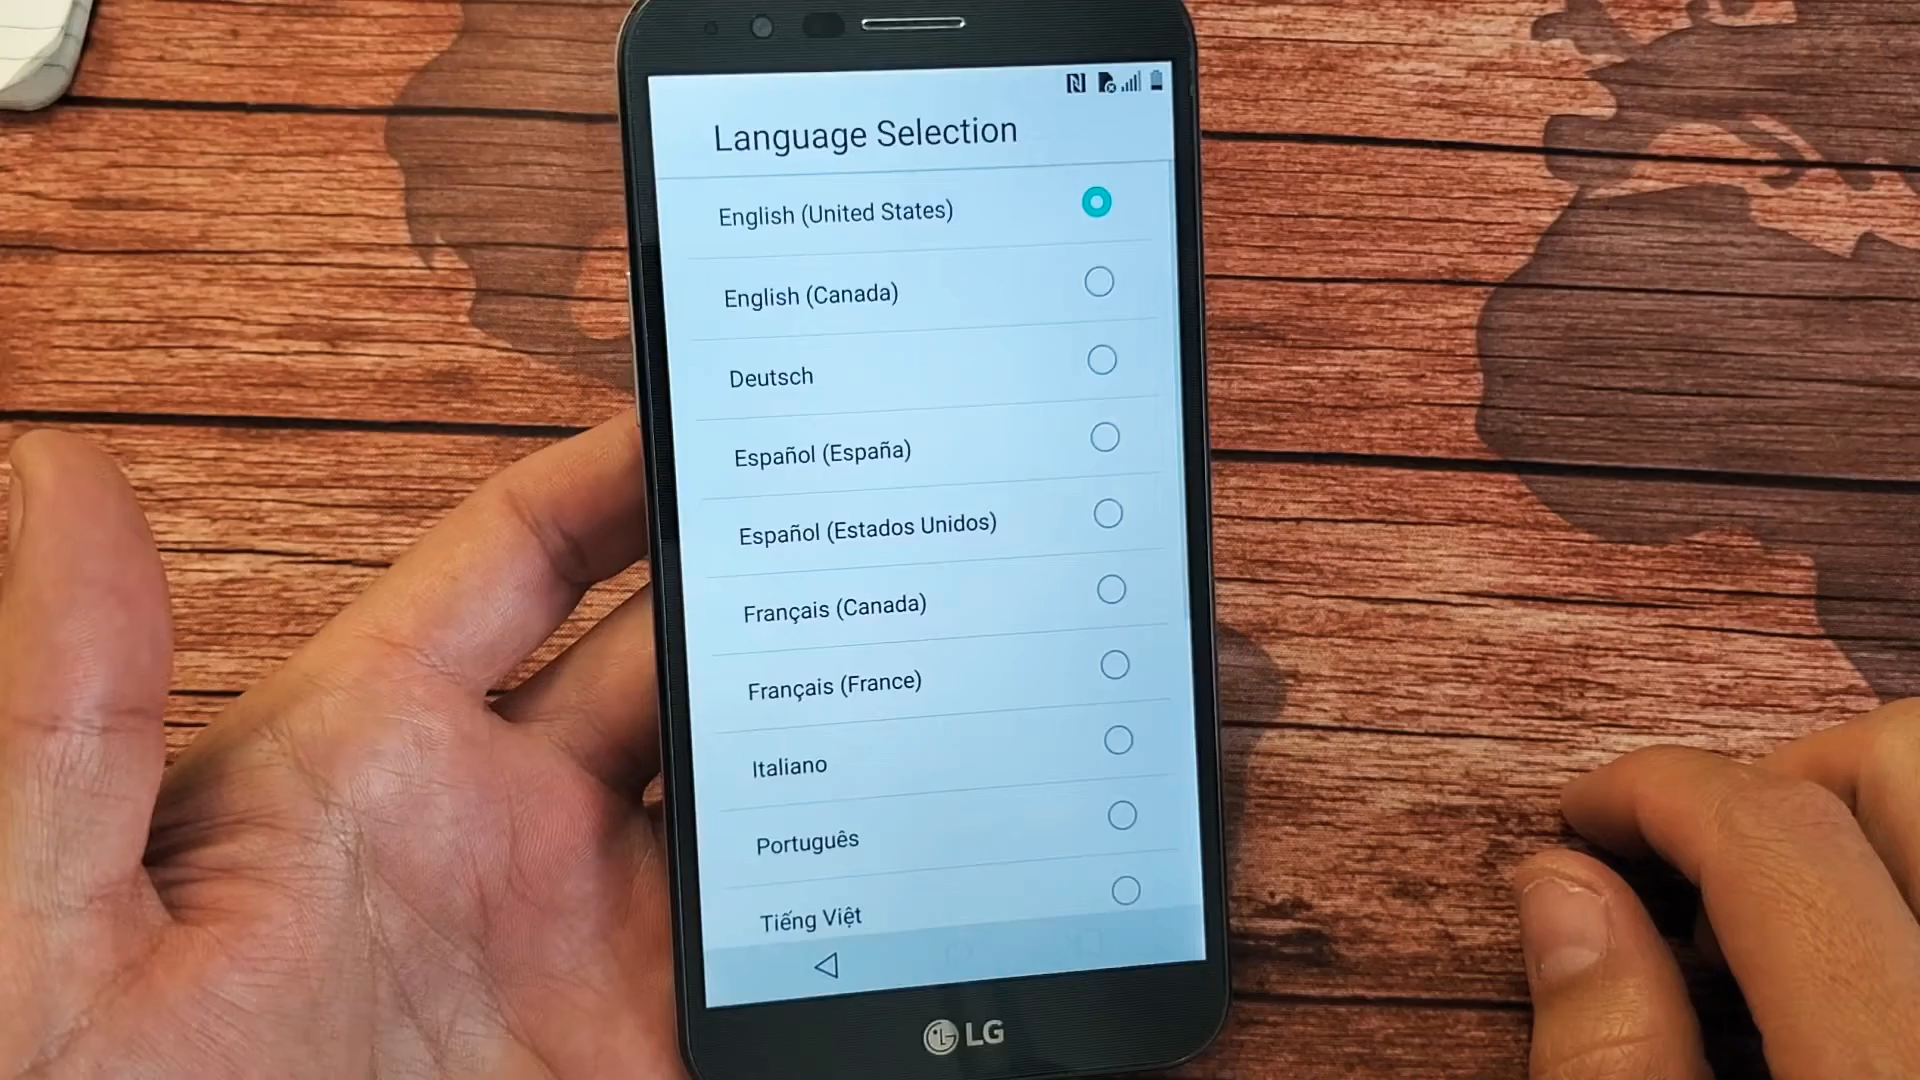 Language Selection
English (United States)
English (Canada)
Deutsch
Español (España)
Español (Estados Unidos)
Français (Canada)
Français (France)
Italiano
Português
Tiếng Việt
LG